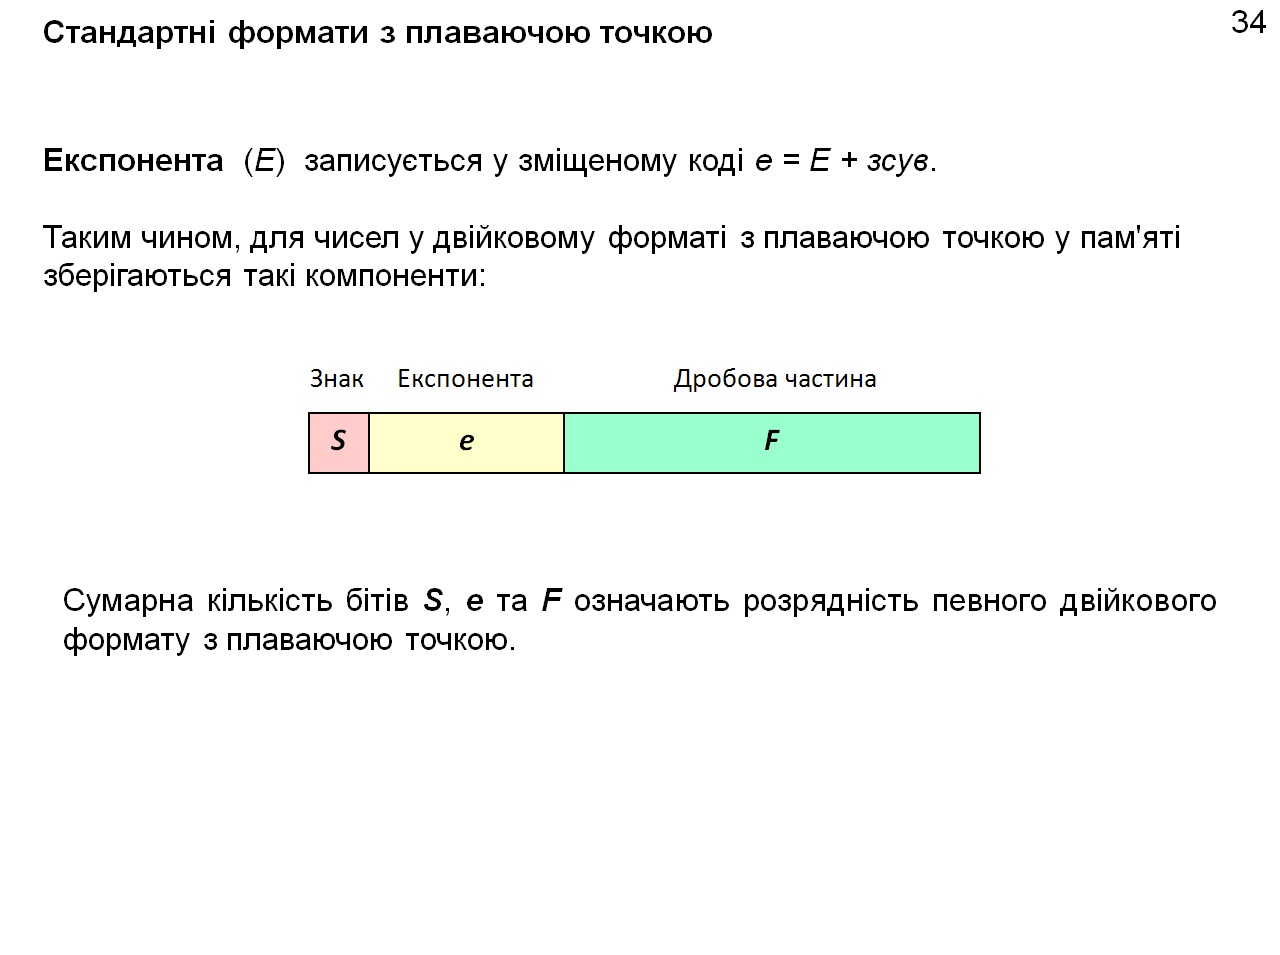 34
Стандартні формати з плаваючою точкою
Експонента (E) записується у зміщеному коді e = E + зсув.
Таким чином, для чисел у двійковому форматі з плаваючою точкою у пам'яті
зберігаються такі компоненти:
Знак Експонента Дробова частина
S e F
Сумарна кількість бітів S, e та F означають розрядність певного двійкового
формату з плаваючою точкою.